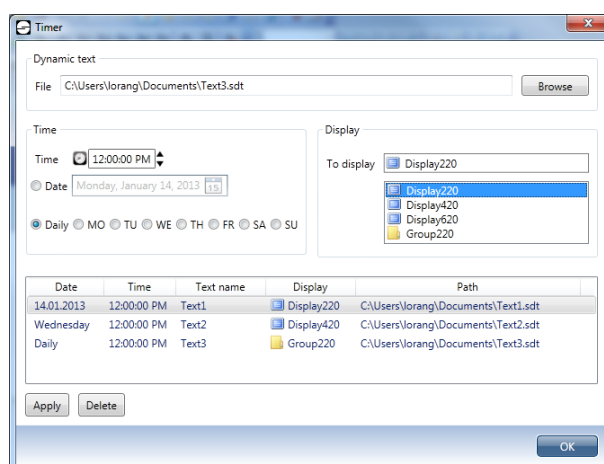 Timer
Dynamic text
File C:\Users\lorang\Documents\Text3.sdt Browse
Time
Time 12:00:00 PM
Date Monday, January 14, 2013 15
Daily MO TU WE TH FR SA SU
Display
To display Display220
Display220
Display420
Display620
Group220
Date Time Text name Display Path
14.01.2013 12:00:00 PM Text1 Display220 C:\Users\lorang\Documents\Text1.sdt
Wednesday 12:00:00 PM Text2 Display420 C:\Users\lorang\Documents\Text2.sdt
Daily 12:00:00 PM Text3 Group220 C:\Users\lorang\Documents\Text3.sdt
Apply Delete
OK